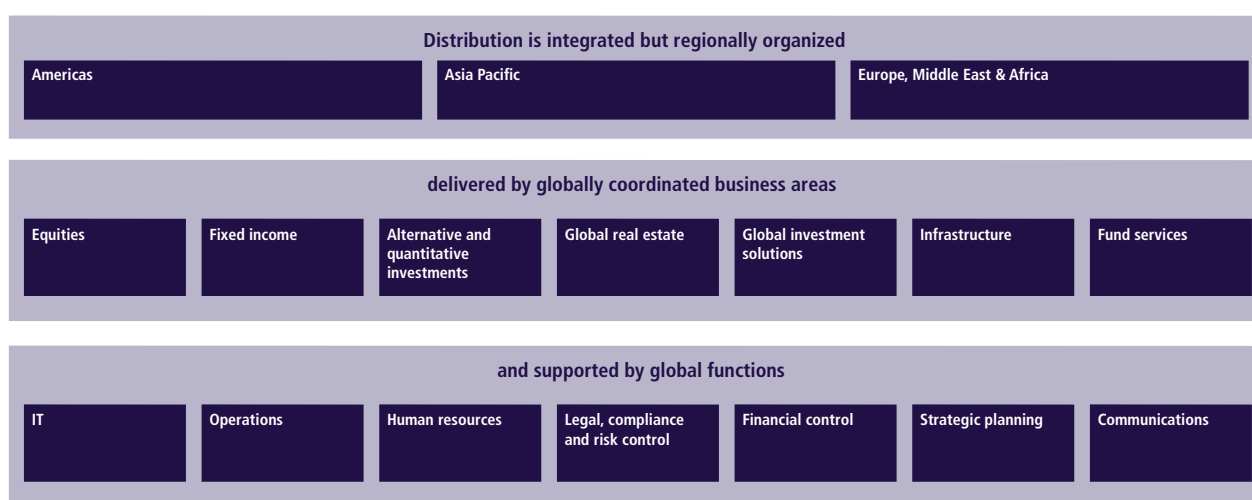 Distribution is integrated but regionally organized
Americas
Asia Pacific
Europe, Middle East & Africa
delivered by globally coordinated business areas
Equities
Fixed income
Alternative and
quantitative
investments
Global real estate
Global investment
solutions
Infrastructure
Fund services
and supported by global functions
IT
Operations
Human resources
Legal, compliance
and risk control
Financial control
Strategic planning
Communications